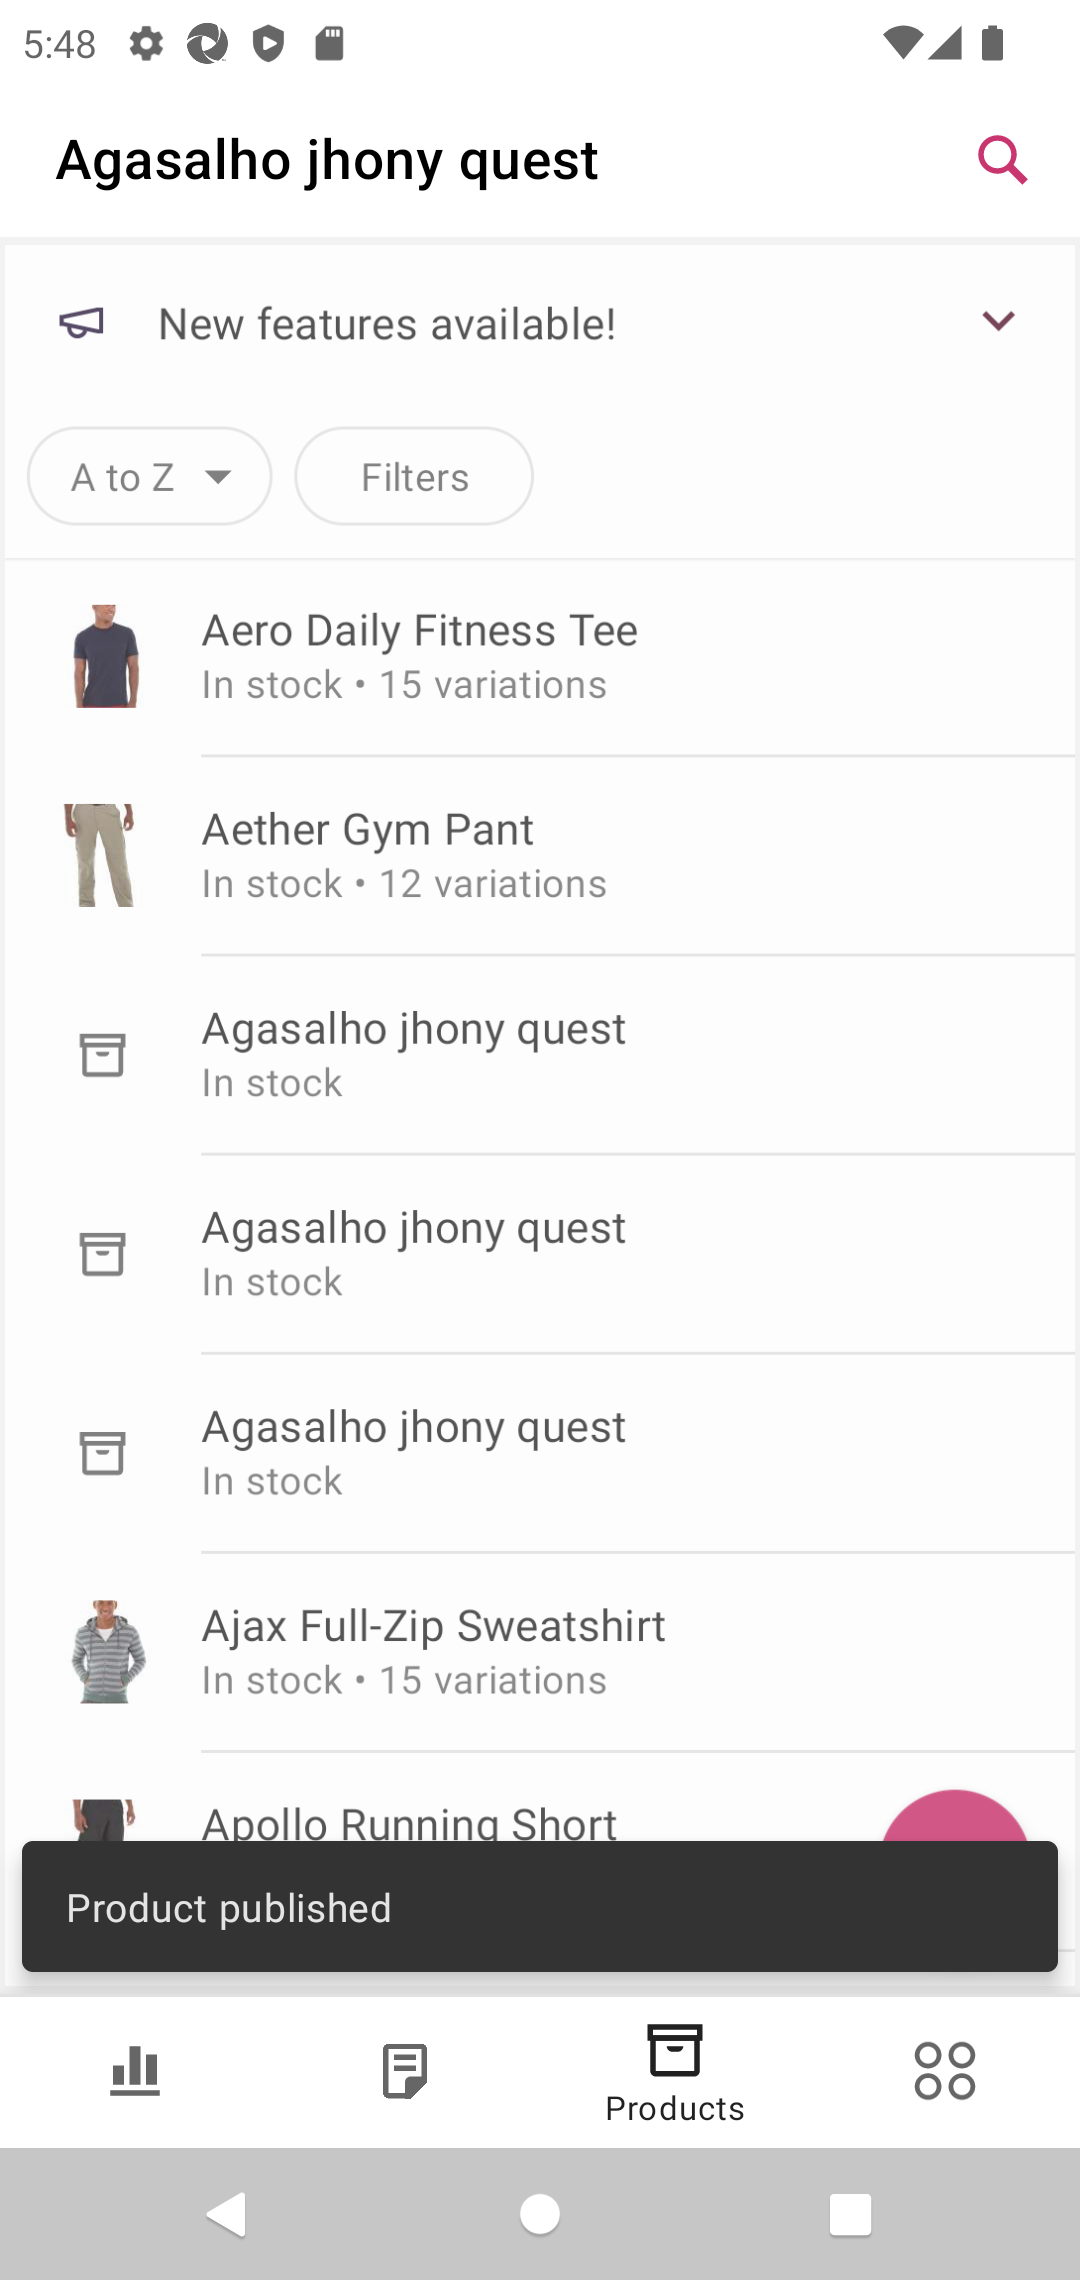 5:48
Agasalho jhony quest
New features available!
A to Z
Filters
Aero Daily Fitness Tee
In stock • 15 variations
Aether Gym Pant
In stock • 12 variations
Agasalho jhony quest
In stock
Agasalho jhony quest
In stock
Agasalho jhony quest
In stock
Ajax Full-Zip Sweatshirt
In stock • 15 variations
Apollo Running Short
Product published
Products